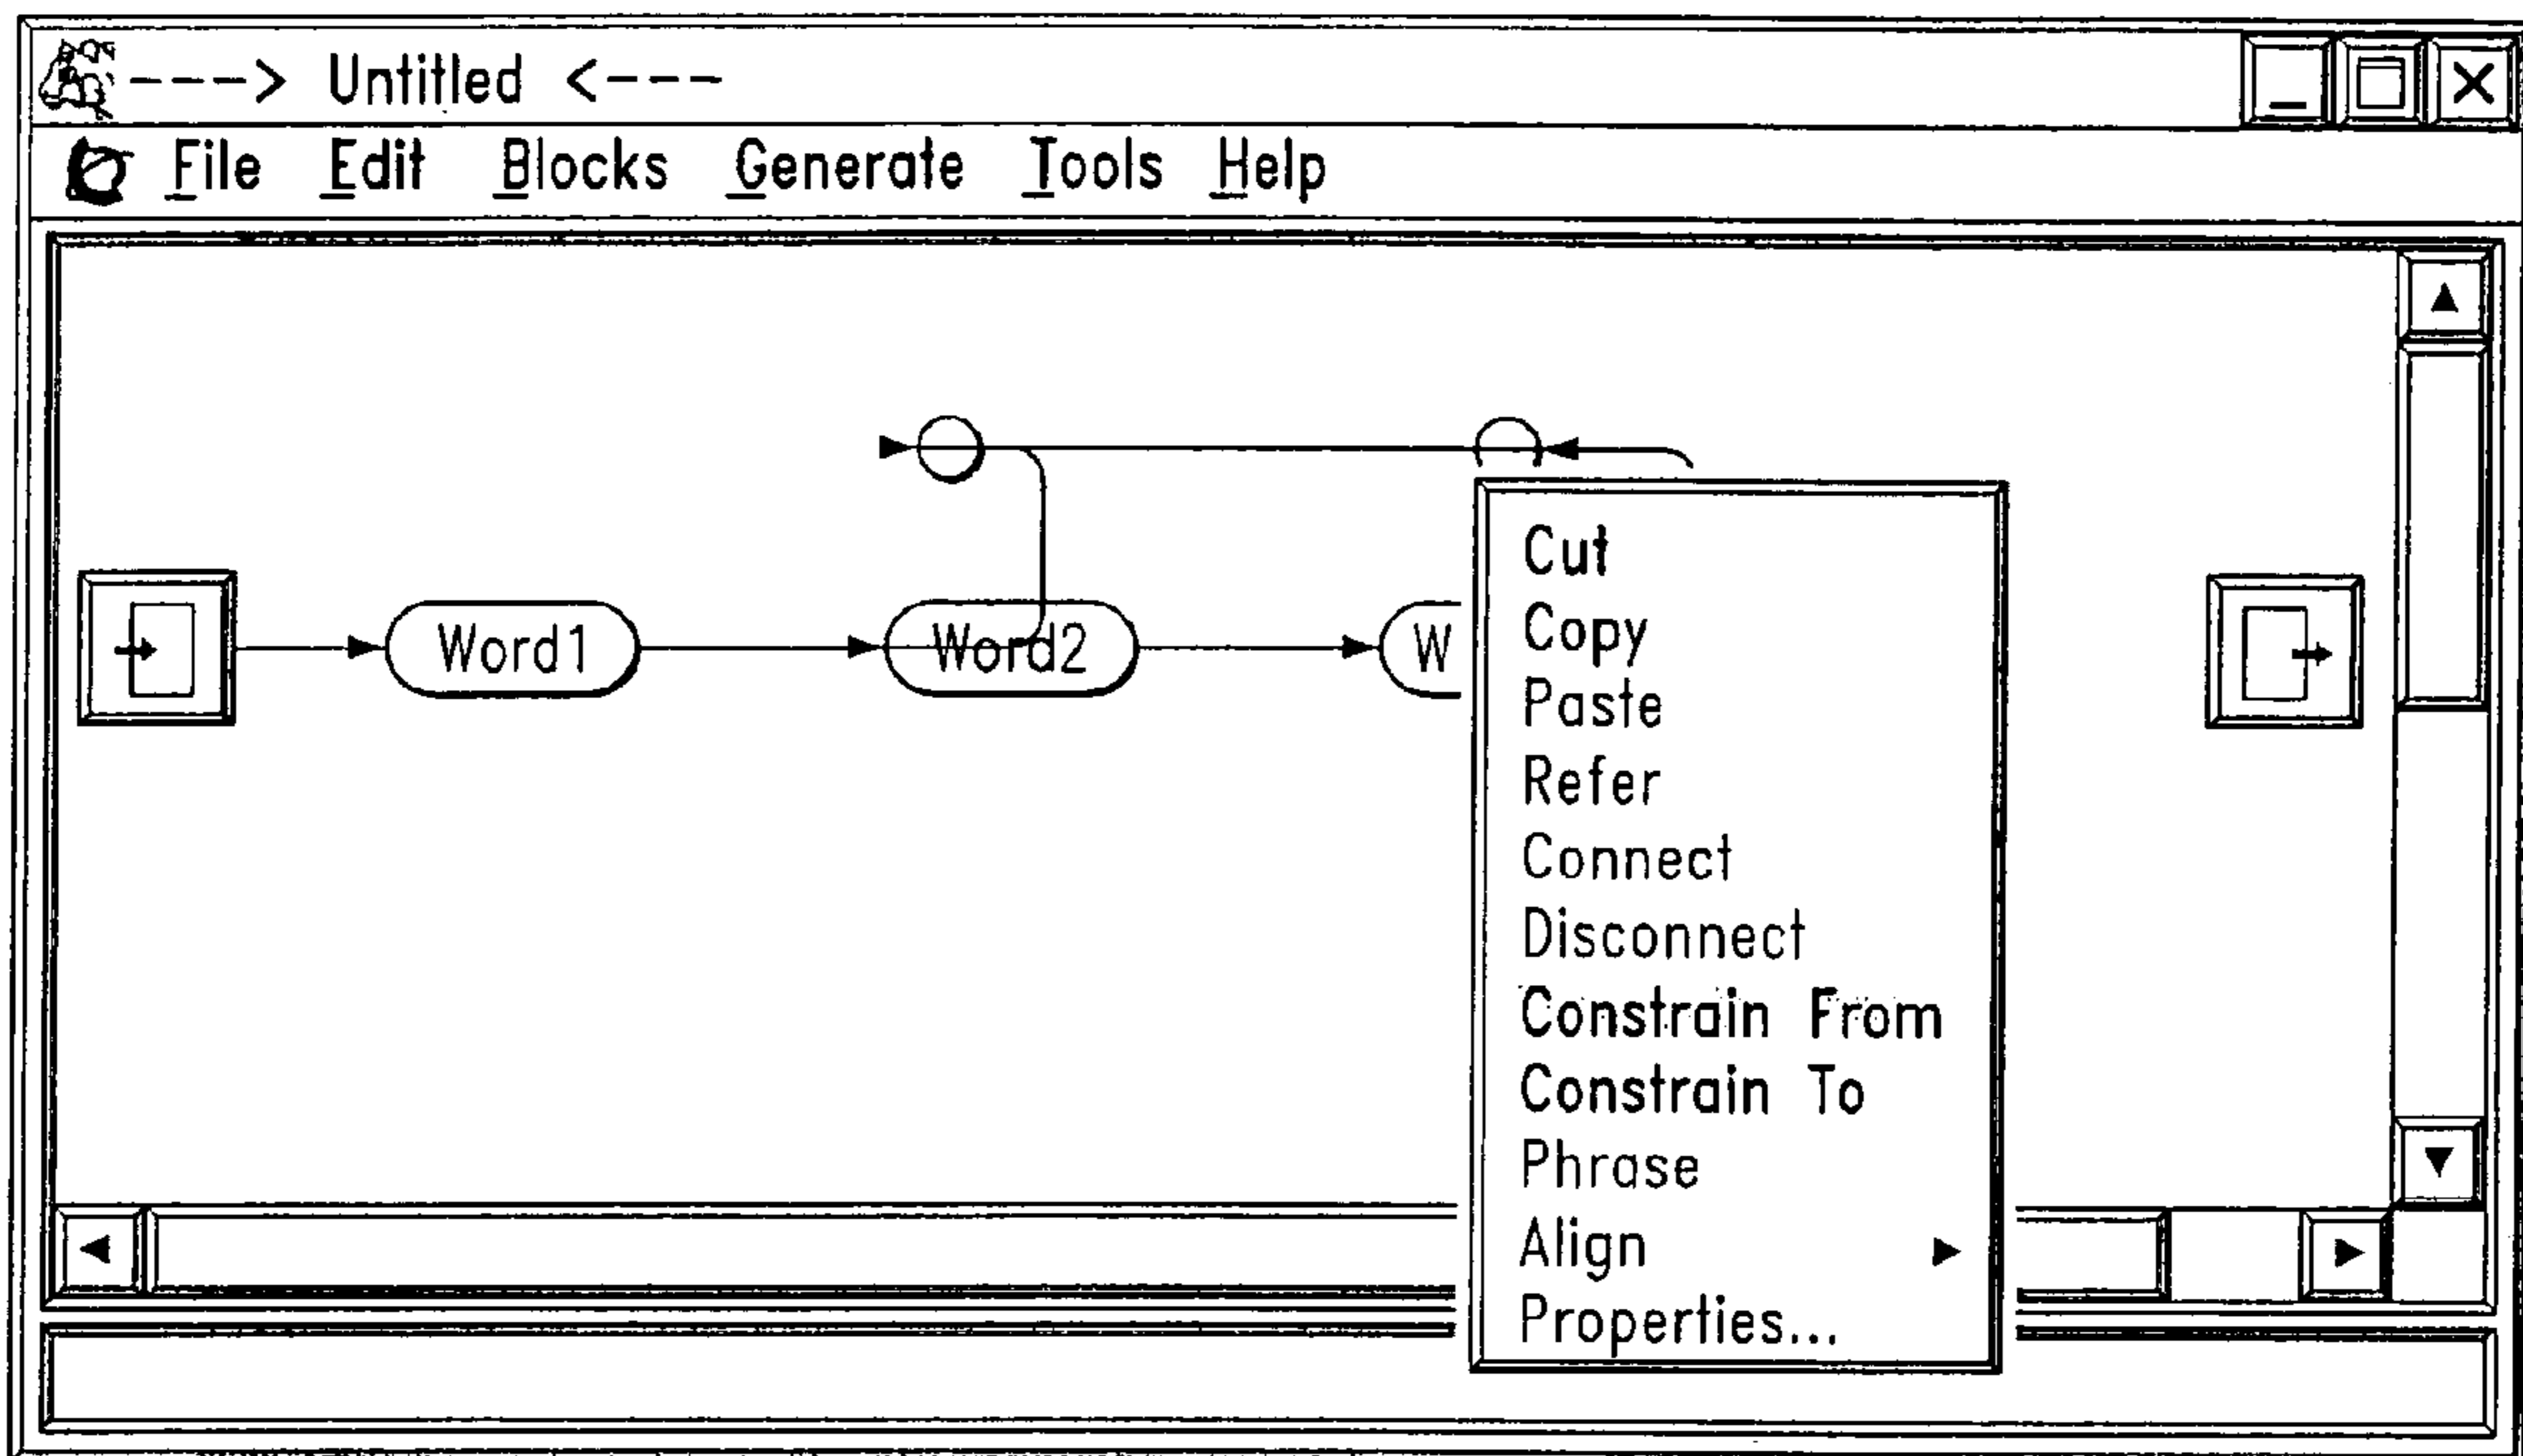 ---> Untitled <---
File Edit Blocks Generate Tools Help
Word1 Word2 W
Cut
Copy
Paste
Refer
Connect
Disconnect
Constrain From
Constrain To
Phrase
Align
Properties...